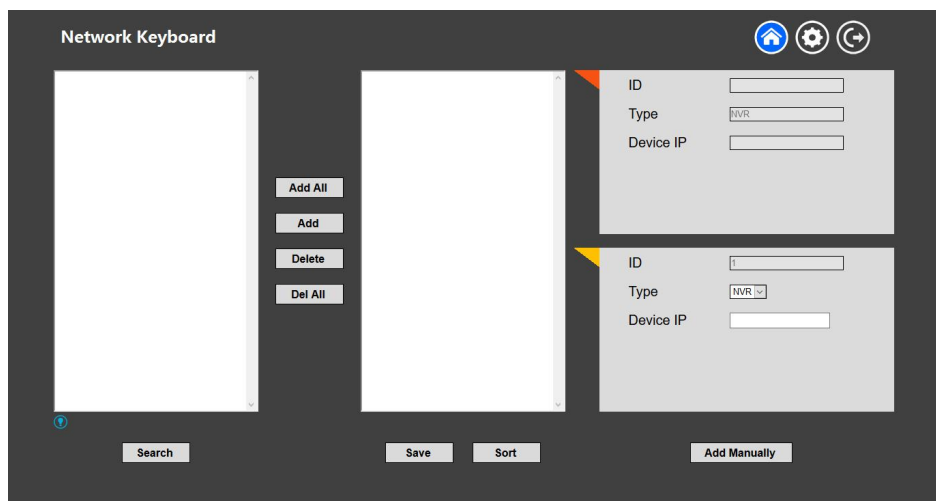 Network Keyboard
ID
Type NVR
Device IP
Add All
Add
Delete
Del All
ID 1
Type NVR
Device IP
Search
Save
Sort
Add Manually